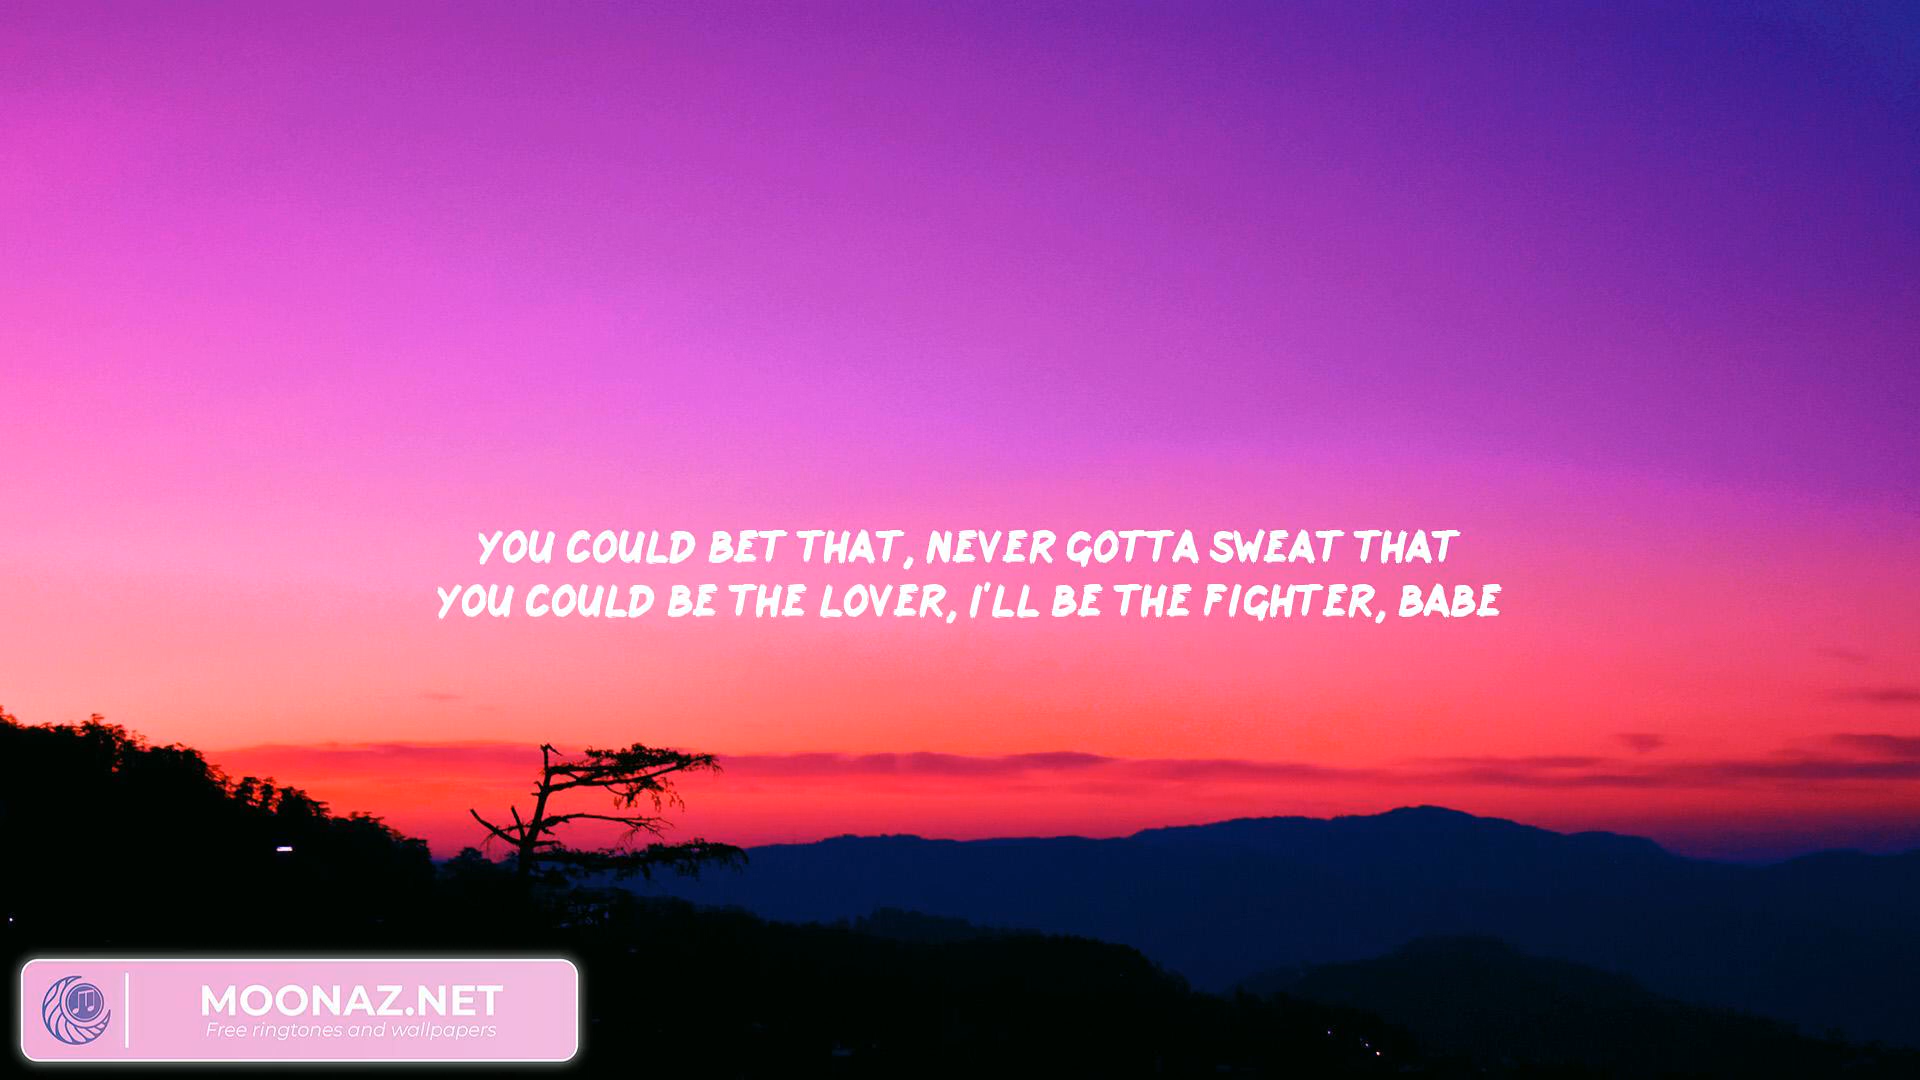 YOU COULD BET THAT, NEVER GOTTA SWEAT THAT
YOU COULD BE THE LOVER, I'LL BE THE FIGHTER, BABE
MOONAZ.NET
Free ringtones and wallpapers